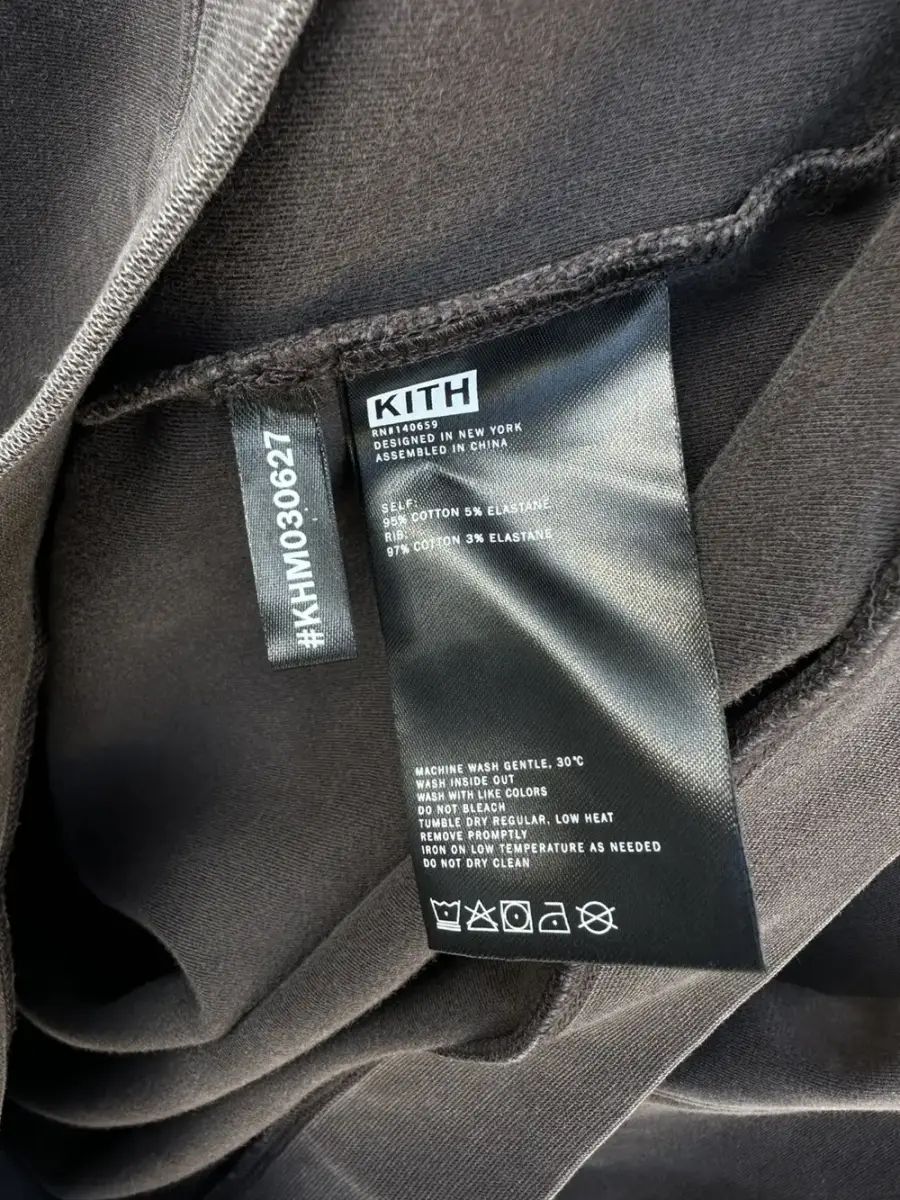 #KHM030627
KITH
RN#140659
DESIGNED IN NEW YORK
ASSEMBLED IN CHINA
SELF:
95% COTTON 5% ELASTANE
RIB:
97% COTTON 3% ELASTANE
MACHINE WASH GENTLE, 30°C
WASH INSIDE OUT
WASH WITH LIKE COLORS
DO NOT BLEACH
TUMBLE DRY REGULAR, LOW HEAT
REMOVE PROMPTLY
IRON ON LOW TEMPERATURE AS NEEDED
DO NOT DRY CLEAN